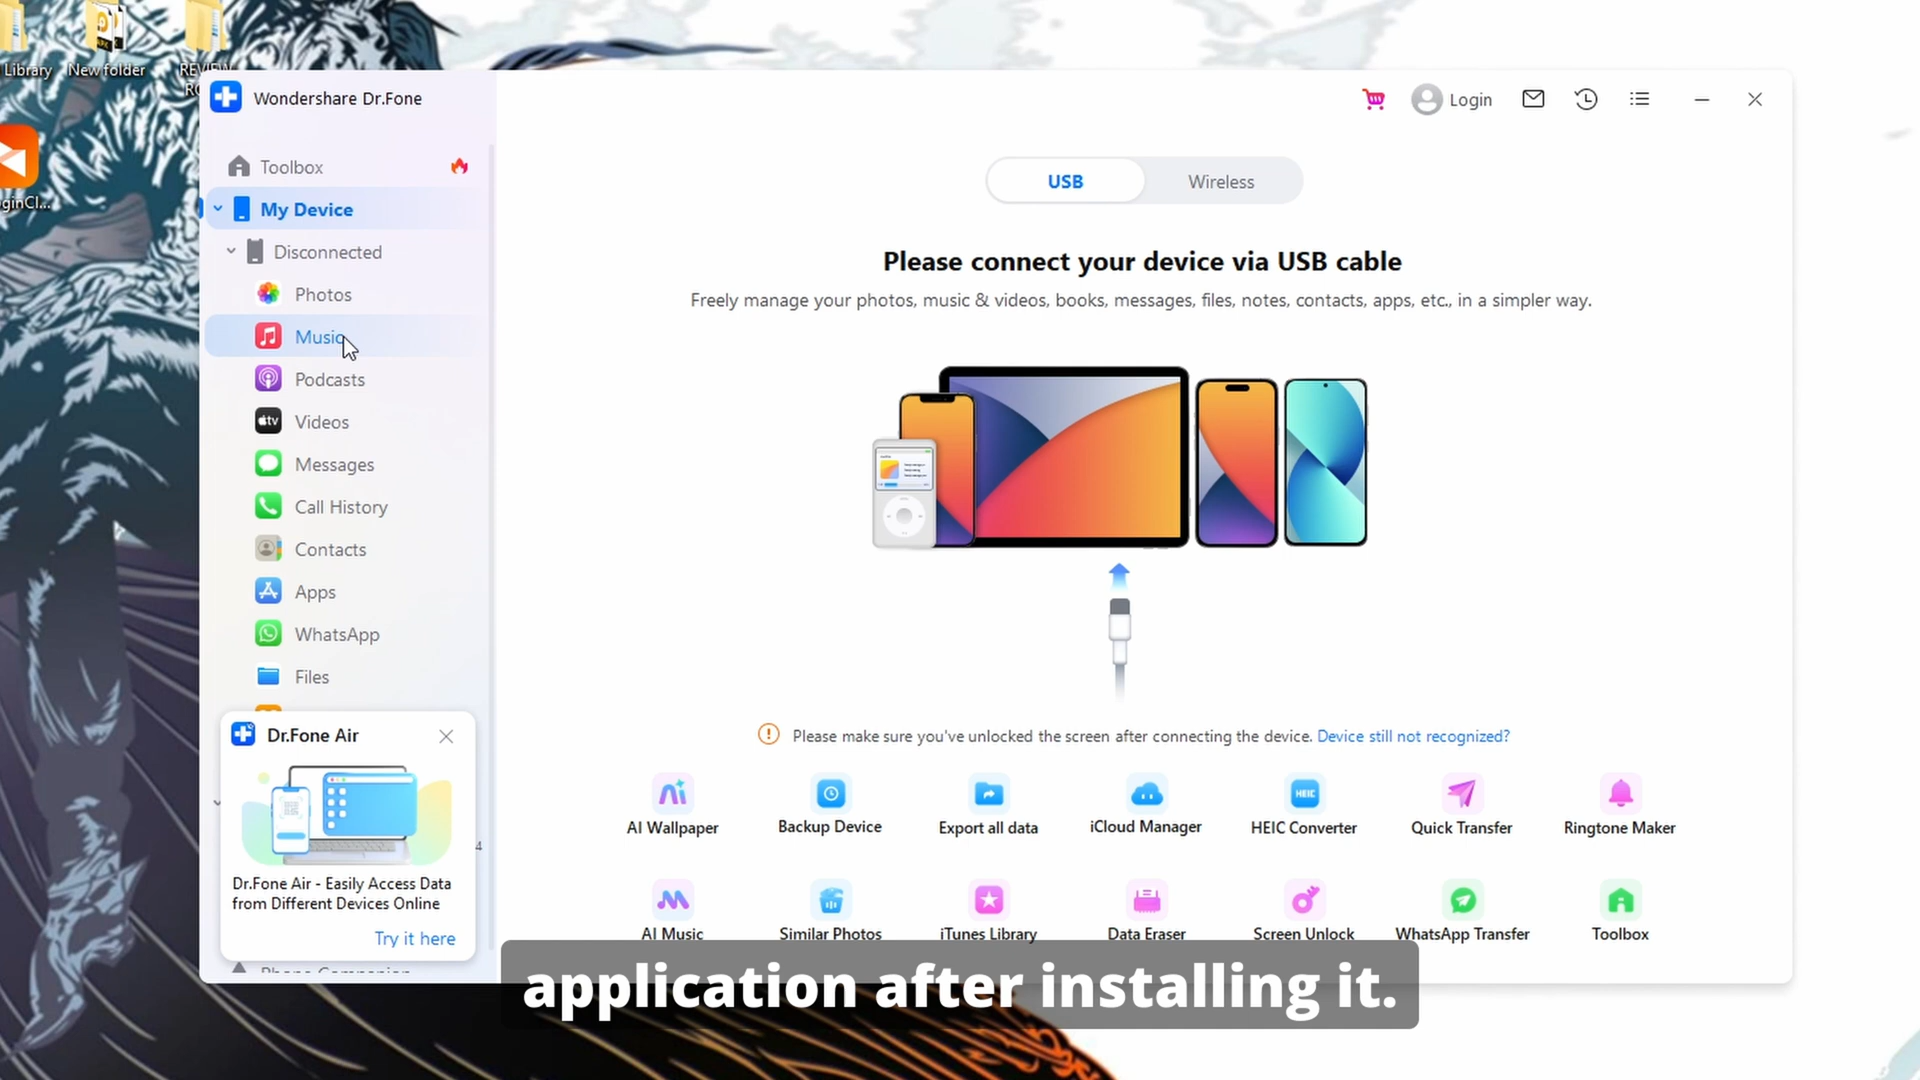 Library
New folder
REVIEW
ginCl...
Wondershare Dr.Fone
Login
Toolbox
My Device
Disconnected
Photos
Music
Podcasts
Videos
Messages
Call History
Contacts
Apps
WhatsApp
Files
USB
Wireless
Please connect your device via USB cable
Freely manage your photos, music & videos, books, messages, files, notes, contacts, apps, etc., in a simpler way.
Please make sure you've unlocked the screen after connecting the device. Device still not recognized?
AI Wallpaper
Backup Device
Export all data
iCloud Manager
HEIC
HEIC Converter
Quick Transfer
Ringtone Maker
AI Music
Similar Photos
iTunes Library
Data Eraser
Screen Unlock
WhatsApp Transfer
Toolbox
Dr.Fone Air
Dr.Fone Air - Easily Access Data
from Different Devices Online
Try it here
Phone Companion
application after installing it.